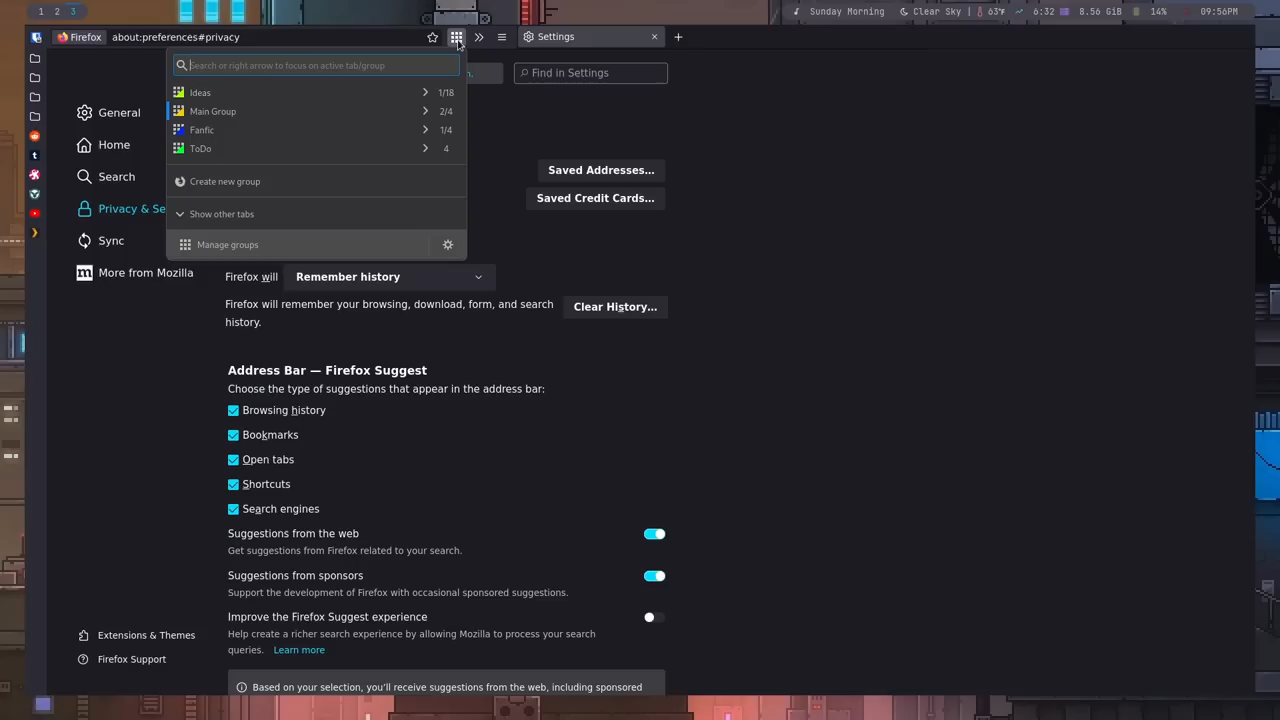 1 2 3
Sunday Morning Clear Sky | 63°F 6:32 8.56 GiB 14% 09:56PM
Firefox about:preferences#privacy
Settings
Search or right arrow to focus on active tab/group
n.
Find in Settings
Ideas 1/18
Main Group 2/4
Fanfic 1/4
ToDo 4
Create new group
Show other tabs
Manage groups
General
Home
Search
Privacy & Se
Sync
m More from Mozilla
Saved Addresses…
Saved Credit Cards…
Firefox will Remember history
Firefox will remember your browsing, download, form, and search
history.
Clear History…
Address Bar — Firefox Suggest
Choose the type of suggestions that appear in the address bar:
Browsing history
Bookmarks
Open tabs
Shortcuts
Search engines
Suggestions from the web
Get suggestions from Firefox related to your search.
Suggestions from sponsors
Support the development of Firefox with occasional sponsored suggestions.
Improve the Firefox Suggest experience
Help create a richer search experience by allowing Mozilla to process your search
queries. Learn more
Based on your selection, you’ll receive suggestions from the web, including sponsored
Extensions & Themes
Firefox Support